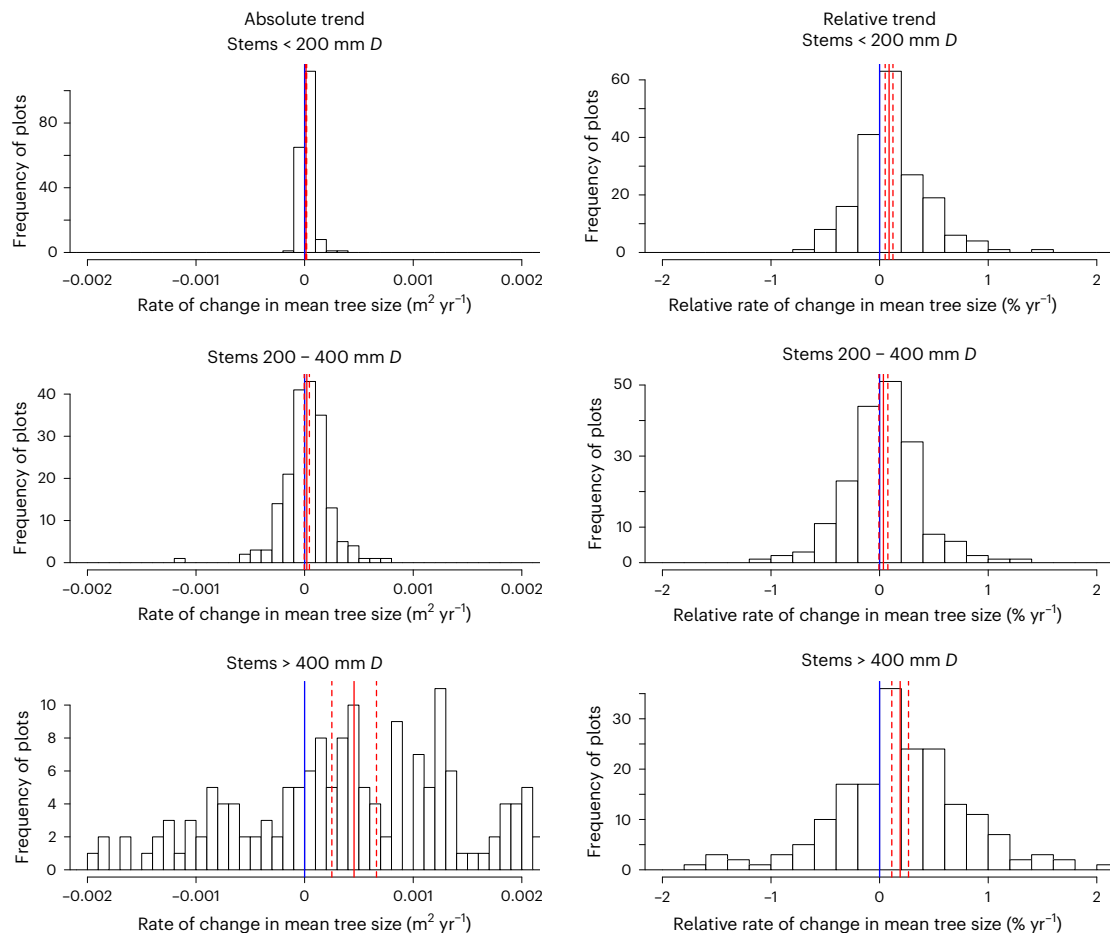 Absolute trend
Stems < 200 mm D
Frequency of plots
80
40
0
−0.002 −0.001 0 0.001 0.002
Rate of change in mean tree size (m² yr⁻¹)
Relative trend
Stems < 200 mm D
Frequency of plots
60
40
20
0
−2 −1 0 1 2
Relative rate of change in mean tree size (% yr⁻¹)
Stems 200 – 400 mm D
Frequency of plots
40
30
20
10
0
−0.002 −0.001 0 0.001 0.002
Rate of change in mean tree size (m² yr⁻¹)
Stems 200 – 400 mm D
Frequency of plots
50
30
10
0
−2 −1 0 1 2
Relative rate of change in mean tree size (% yr⁻¹)
Stems > 400 mm D
Frequency of plots
10
8
6
4
2
0
−0.002 −0.001 0 0.001 0.002
Rate of change in mean tree size (m² yr⁻¹)
Stems > 400 mm D
Frequency of plots
30
20
10
0
−2 −1 0 1 2
Relative rate of change in mean tree size (% yr⁻¹)